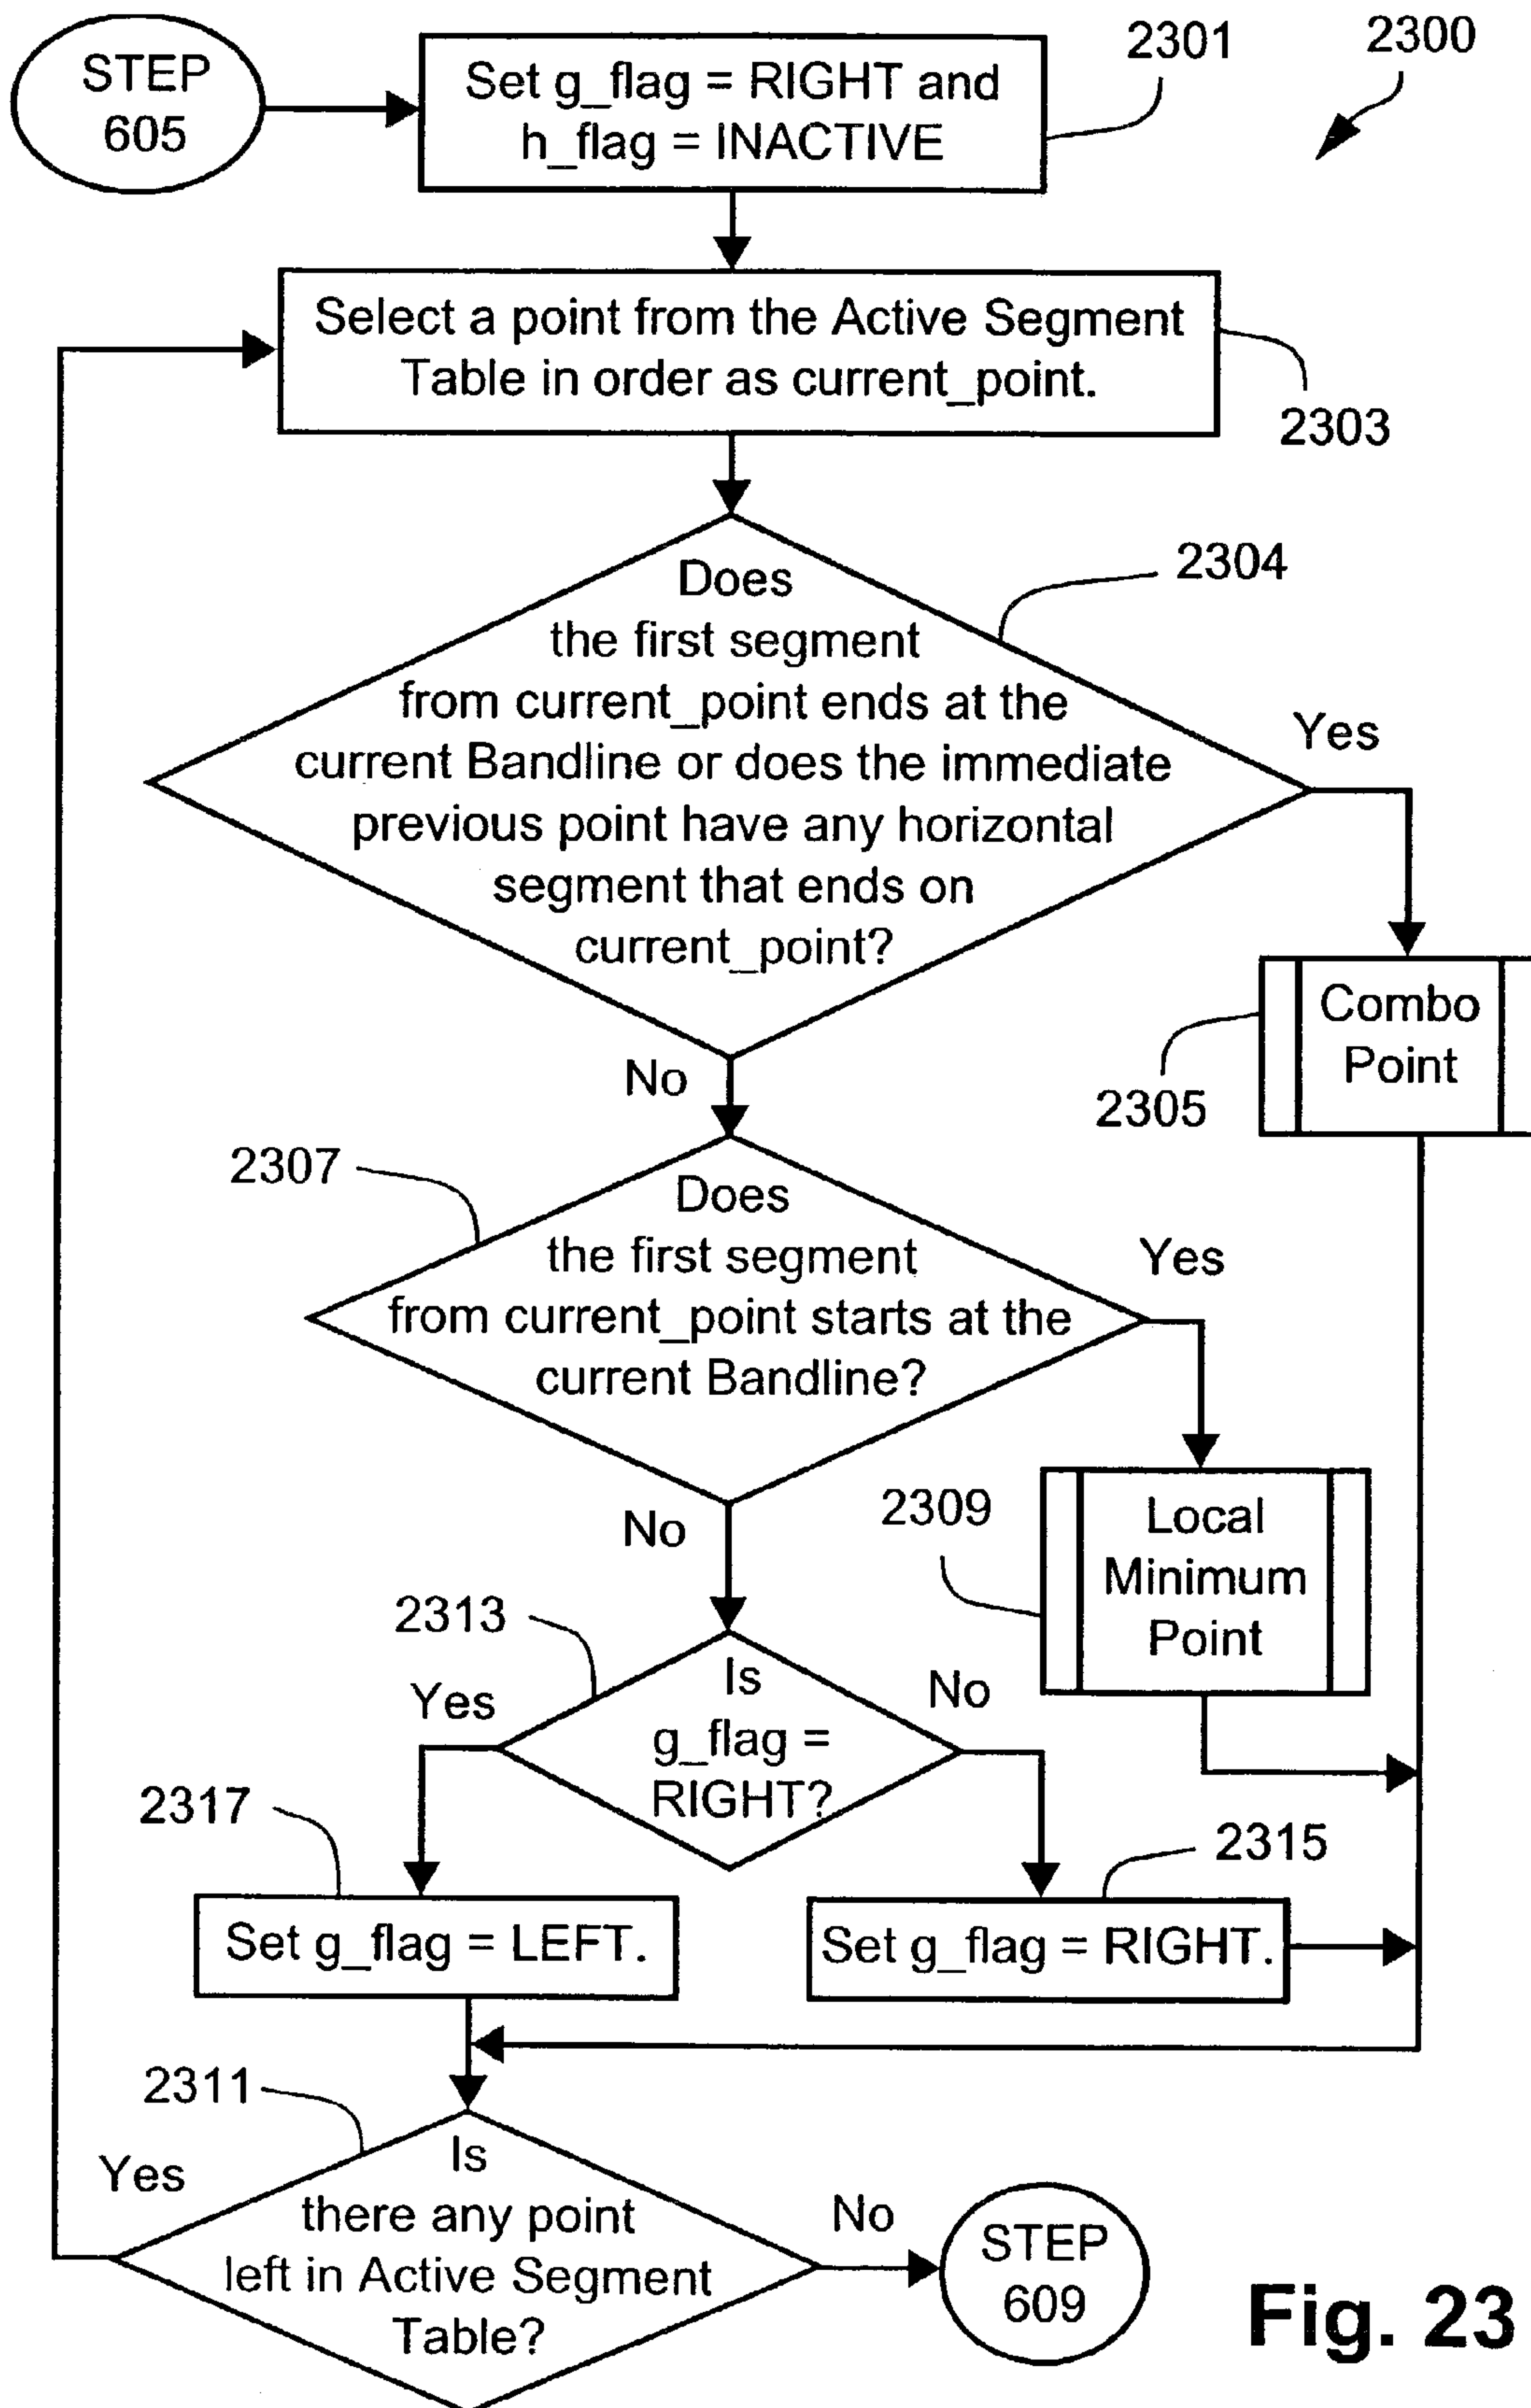 2301
2300
STEP
605
Set g_flag = RIGHT and
h_flag = INACTIVE
Select a point from the Active Segment
Table in order as current_point.
2303
2304
Does
the first segment
from current_point ends at the
current Bandline or does the immediate
previous point have any horizontal
segment that ends on
current_point?
Yes
Combo
Point
2305
No
2307
Does
the first segment
from current_point starts at the
current Bandline?
Yes
2309
Local
Minimum
Point
No
2313
Is
g_flag =
RIGHT?
Yes
No
2317
2315
Set g_flag = LEFT.
Set g_flag = RIGHT.
2311
Is
there any point
left in Active Segment
Table?
Yes
No
STEP
609
Fig. 23